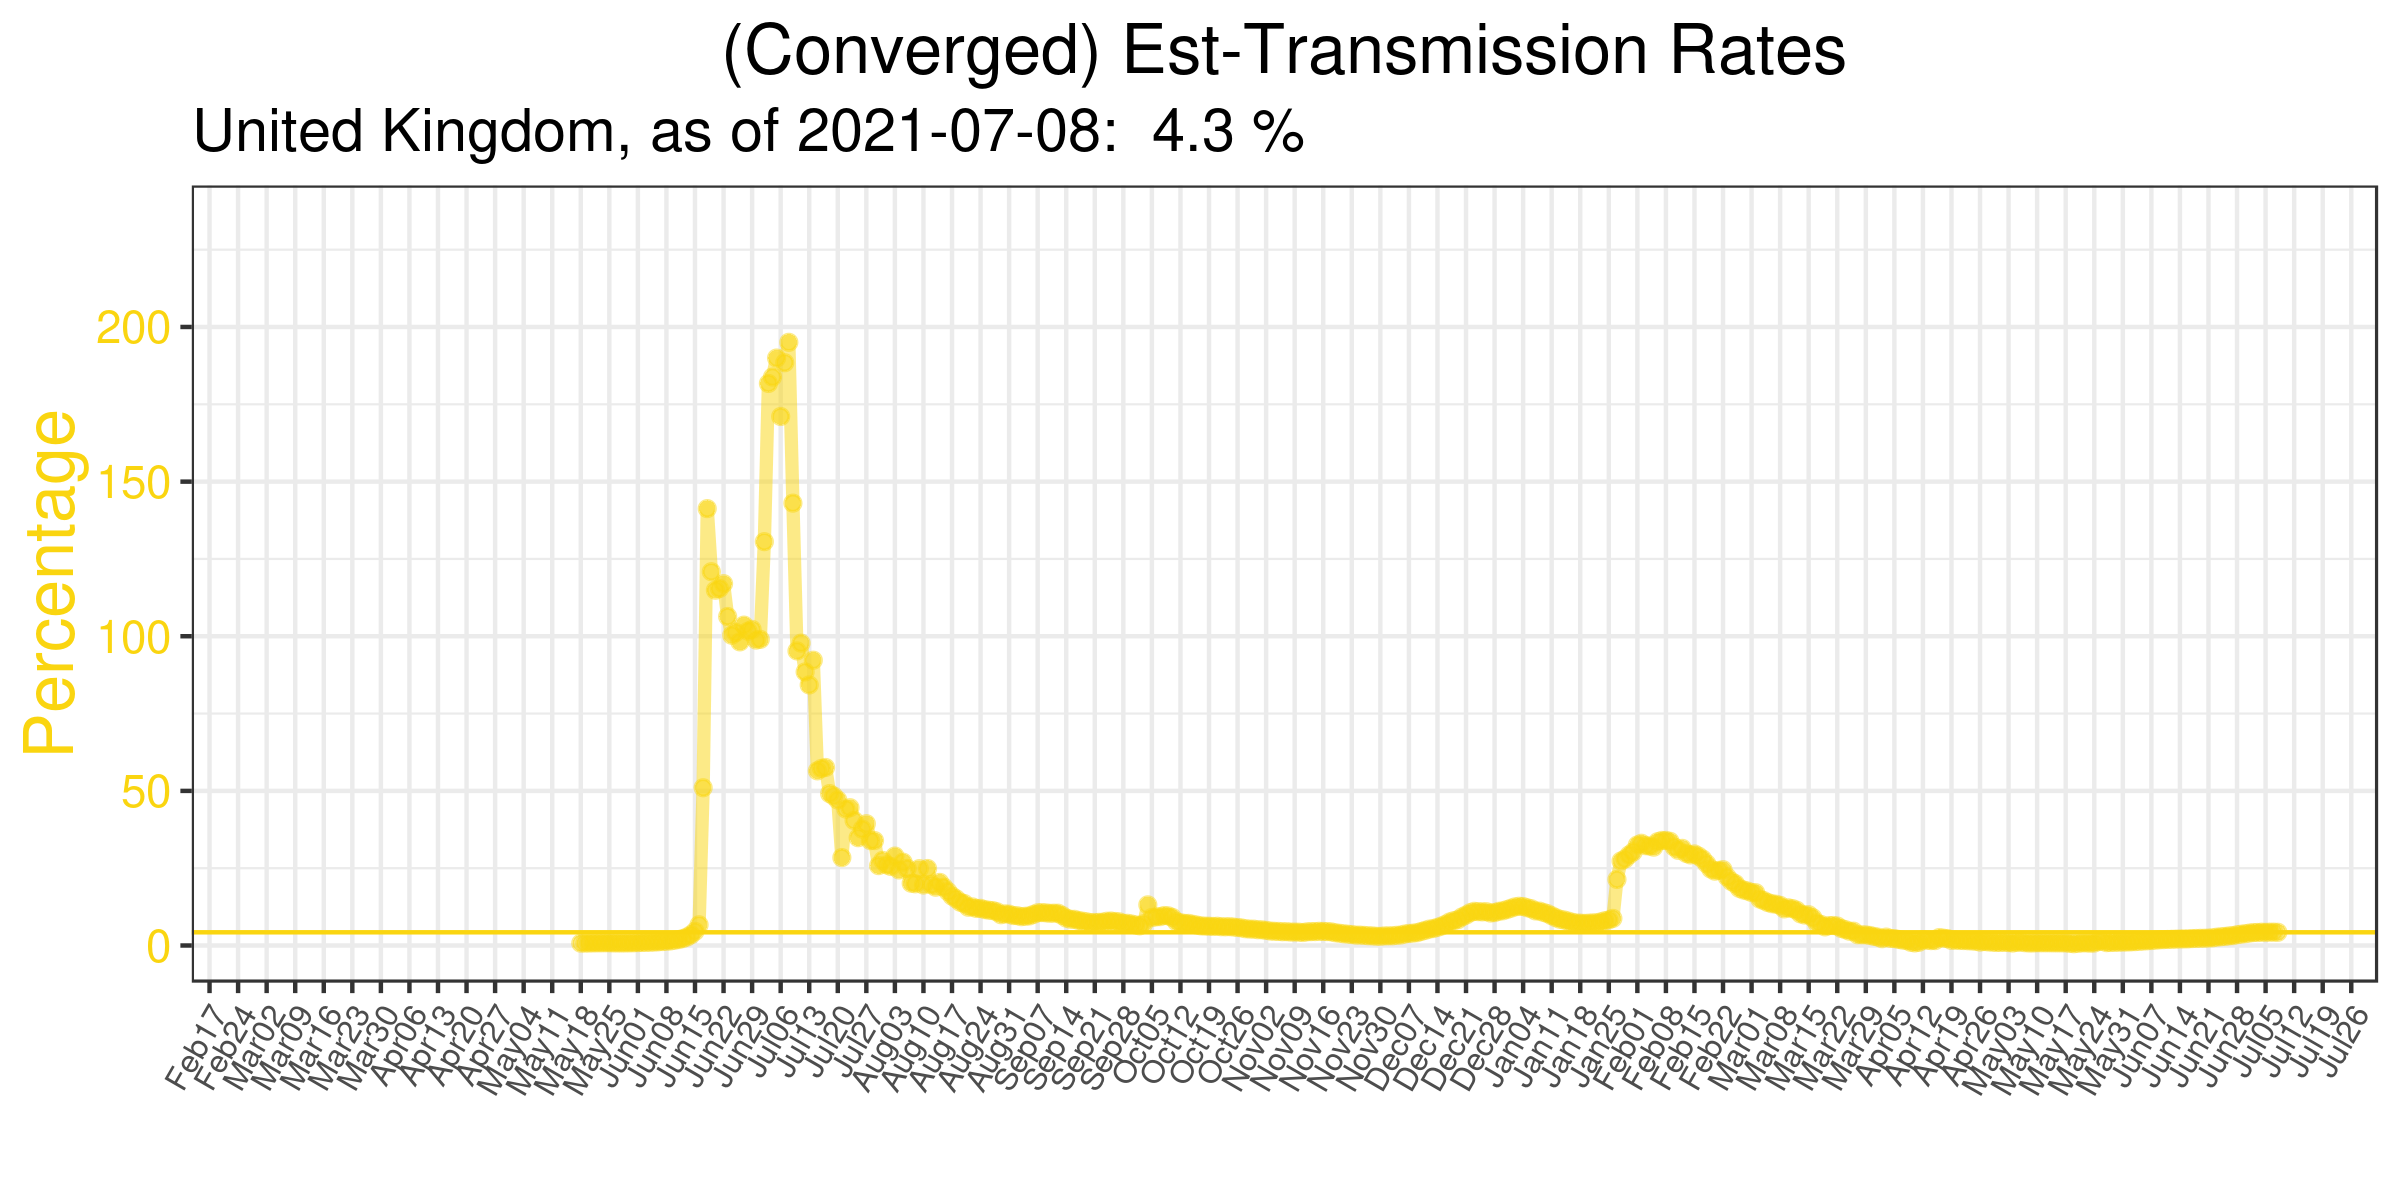 (Converged) Est-Transmission Rates
United Kingdom, as of 2021-07-08:  4.3 %
Percentage
200
150
100
50
0
Feb17 Feb24 Mar02 Mar09 Mar16 Mar23 Mar30 Apr06 Apr13 Apr20 Apr27 May04 May11 May18 May25 Jun01 Jun08 Jun15 Jun22 Jun29 Jul06 Jul13 Jul20 Jul27 Aug03 Aug10 Aug17 Aug24 Aug31 Sep07 Sep14 Sep21 Sep28 Oct05 Oct12 Oct19 Oct26 Nov02 Nov09 Nov16 Nov23 Nov30 Dec07 Dec14 Dec21 Dec28 Jan04 Jan11 Jan18 Jan25 Feb01 Feb08 Feb15 Feb22 Mar01 Mar08 Mar15 Mar22 Mar29 Apr05 Apr12 Apr19 Apr26 May03 May10 May17 May24 May31 Jun07 Jun14 Jun21 Jun28 Jul05 Jul12 Jul19 Jul26